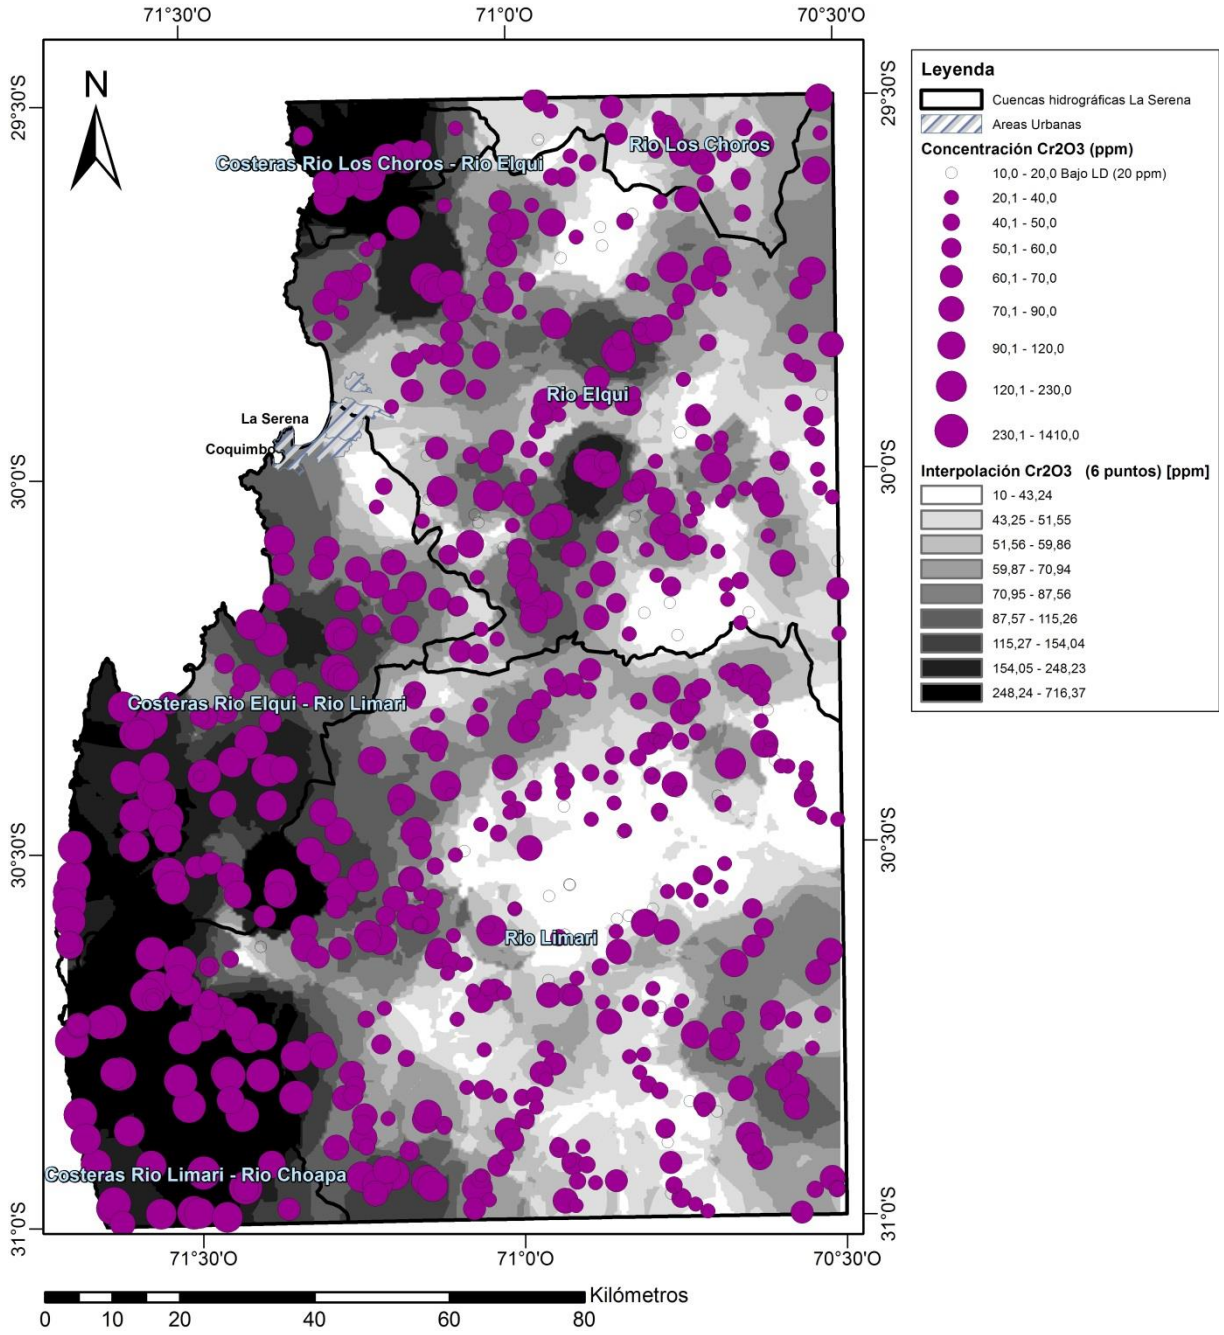 71°30'O
71°0'O
70°30'O
N
29°30'S
29°30'S
Costeras Rio Los Choros - Rio Elqui
Rio Los Choros
Rio Elqui
La Serena
Coquimbo
30°0'S
30°0'S
Costeras Rio Elqui - Rio Limari
30°30'S
30°30'S
Rio Limari
Costeras Rio Limari - Rio Choapa
31°0'S
31°0'S
71°30'O
71°0'O
70°30'O
Kilómetros
0
10
20
40
60
80
Leyenda
Cuencas hidrográficas La Serena
Areas Urbanas
Concentración Cr2O3 (ppm)
10,0 - 20,0 Bajo LD (20 ppm)
20,1 - 40,0
40,1 - 50,0
50,1 - 60,0
60,1 - 70,0
70,1 - 90,0
90,1 - 120,0
120,1 - 230,0
230,1 - 1410,0
Interpolación Cr2O3 (6 puntos) [ppm]
10 - 43,24
43,25 - 51,55
51,56 - 59,86
59,87 - 70,94
70,95 - 87,56
87,57 - 115,26
115,27 - 154,04
154,05 - 248,23
248,24 - 716,37